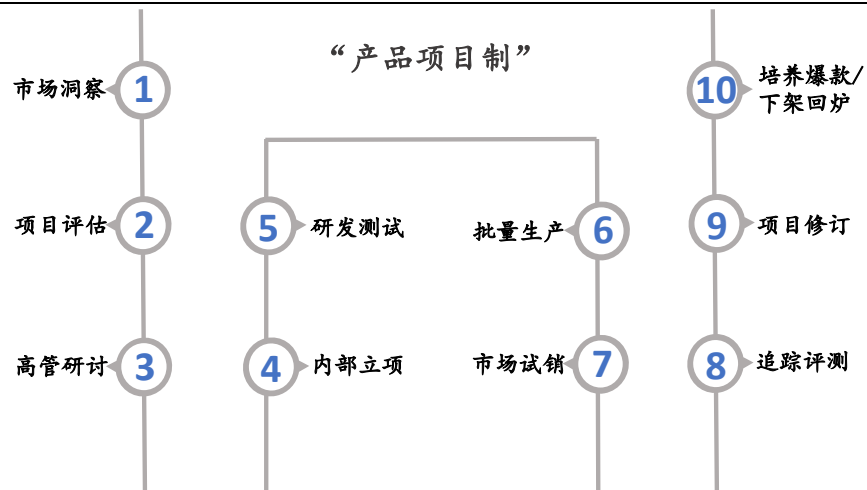 “产品项目制”
市场洞察 1
项目评估 2
高管研讨 3
4 内部立项
5 研发测试
批量生产 6
市场试销 7
8 追踪评测
9 项目修订
10 培养爆款/
下架回炉